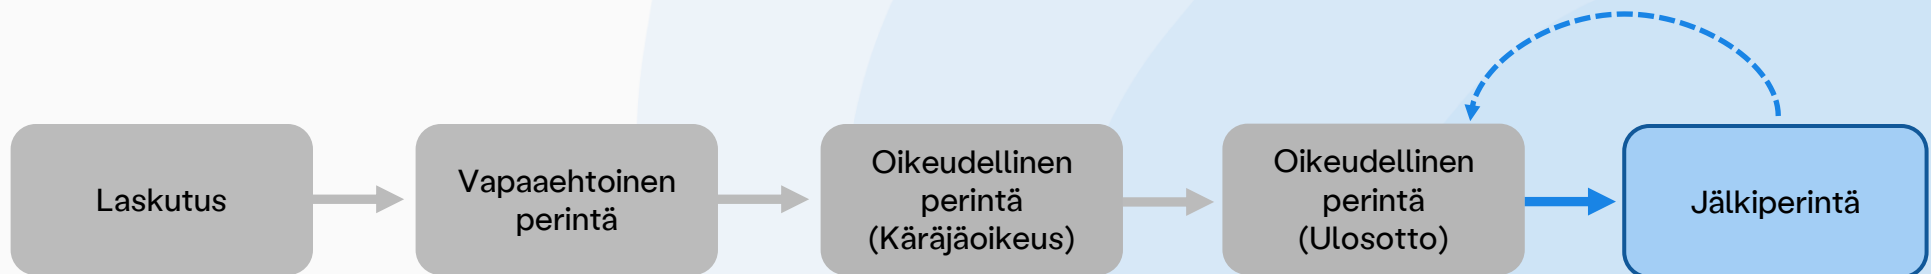 Laskutus
Vapaaehtoinen
perintä
Oikeudellinen
perintä
(Käräjäoikeus)
Oikeudellinen
perintä
(Ulosotto)
Jälkiperintä